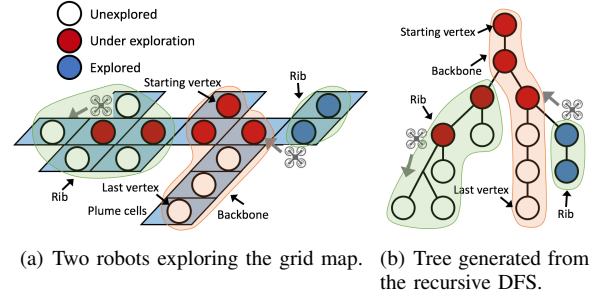 Unexplored
Under exploration
Explored
Starting vertex
Rib
Rib
Last vertex
Plume cells
Backbone
(a) Two robots exploring the grid map.
Starting vertex
Backbone
Rib
Last vertex
Rib
(b) Tree generated from
the recursive DFS.